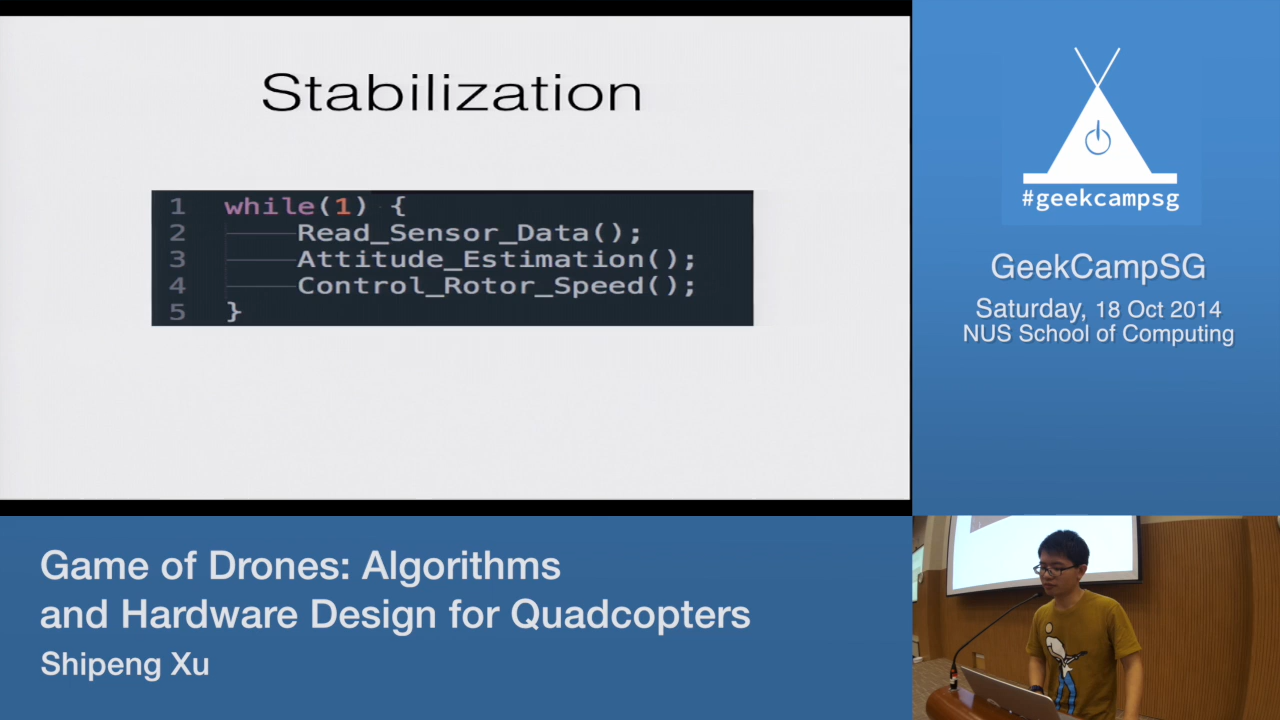 Stabilization
1 while(1) {
2 Read_Sensor_Data();
3 Attitude_Estimation();
4 Control_Rotor_Speed();
5 }
#geekcampsg
GeekCampSG
Saturday, 18 Oct 2014
NUS School of Computing
Game of Drones: Algorithms
and Hardware Design for Quadcopters
Shipeng Xu